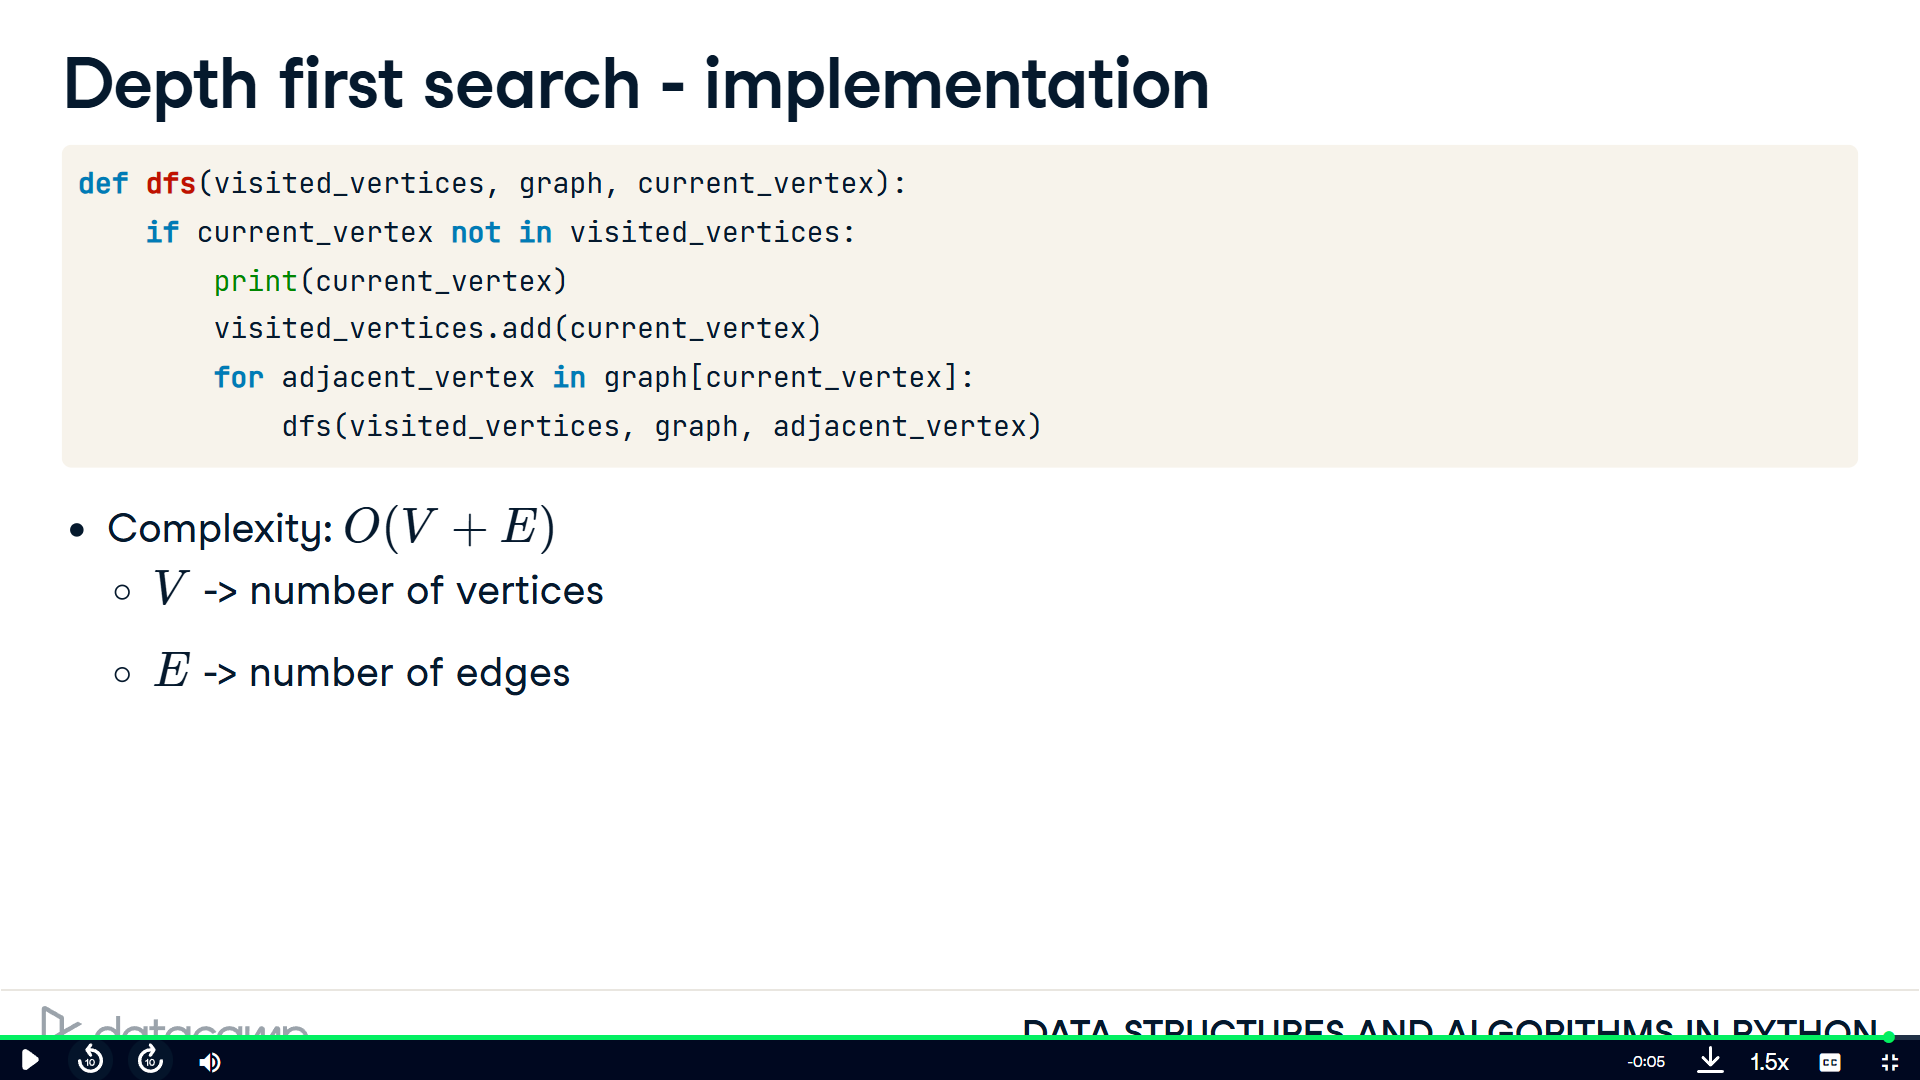 Depth first search - implementation
def dfs(visited_vertices, graph, current_vertex):
    if current_vertex not in visited_vertices:
        print(current_vertex)
        visited_vertices.add(current_vertex)
        for adjacent_vertex in graph[current_vertex]:
            dfs(visited_vertices, graph, adjacent_vertex)
• Complexity: O(V + E)
○ V -> number of vertices
○ E -> number of edges
datacamp
DATA STRUCTURES AND ALGORITHMS IN PYTHON
10
10
-0:05
1.5x
CC